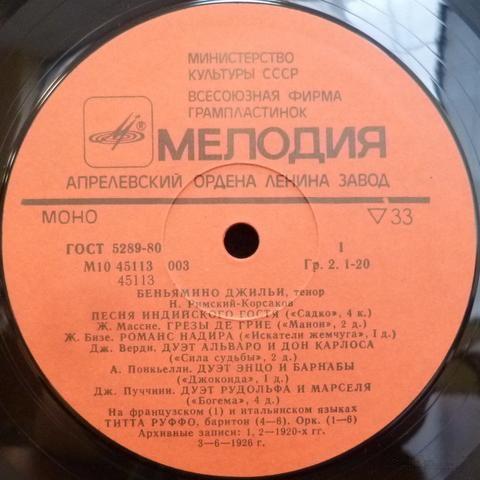 МИНИСТЕРСТВО
КУЛЬТУРЫ СССР
ВСЕСОЮЗНАЯ ФИРМА
ГРАМПЛАСТИНОК
® МЕЛОДИЯ
АПРЕЛЕВСКИЙ ОРДЕНА ЛЕНИНА ЗАВОД
МОНО ▽33
ГОСТ 5289-80 1
М10 45113 003 Гр. 2. 1-20
45113
БЕНЬЯМИНО ДЖИЛЬИ, тенор
Н. Римский-Корсаков
ПЕСНЯ ИНДИЙСКОГО ГОСТЯ («Садко», 4 к.)
Ж. Массне. ГРЕЗЫ ДЕ ГРИЕ («Манон», 2 д.)
Ж. Бизе. РОМАНС НАДИРА («Искатели жемчуга», I д.)
Дж. Верди. ДУЭТ АЛЬВАРО И ДОН КАРЛОСА
(«Сила судьбы», 2 д.)
А. Понкьелли. ДУЭТ ЭНЦО И БАРНАБЫ
(«Джоконда», I д.)
Дж. Пуччини. ДУЭТ РУДОЛЬФА И МАРСЕЛЯ
(«Богема», 4 д.)
На французском (1) и итальянском языках
ТИТТА РУФФО, баритон (4—6). Орк. (1—6)
Архивные записи: 1, 2—1920-х гг.
3—6—1926 г.